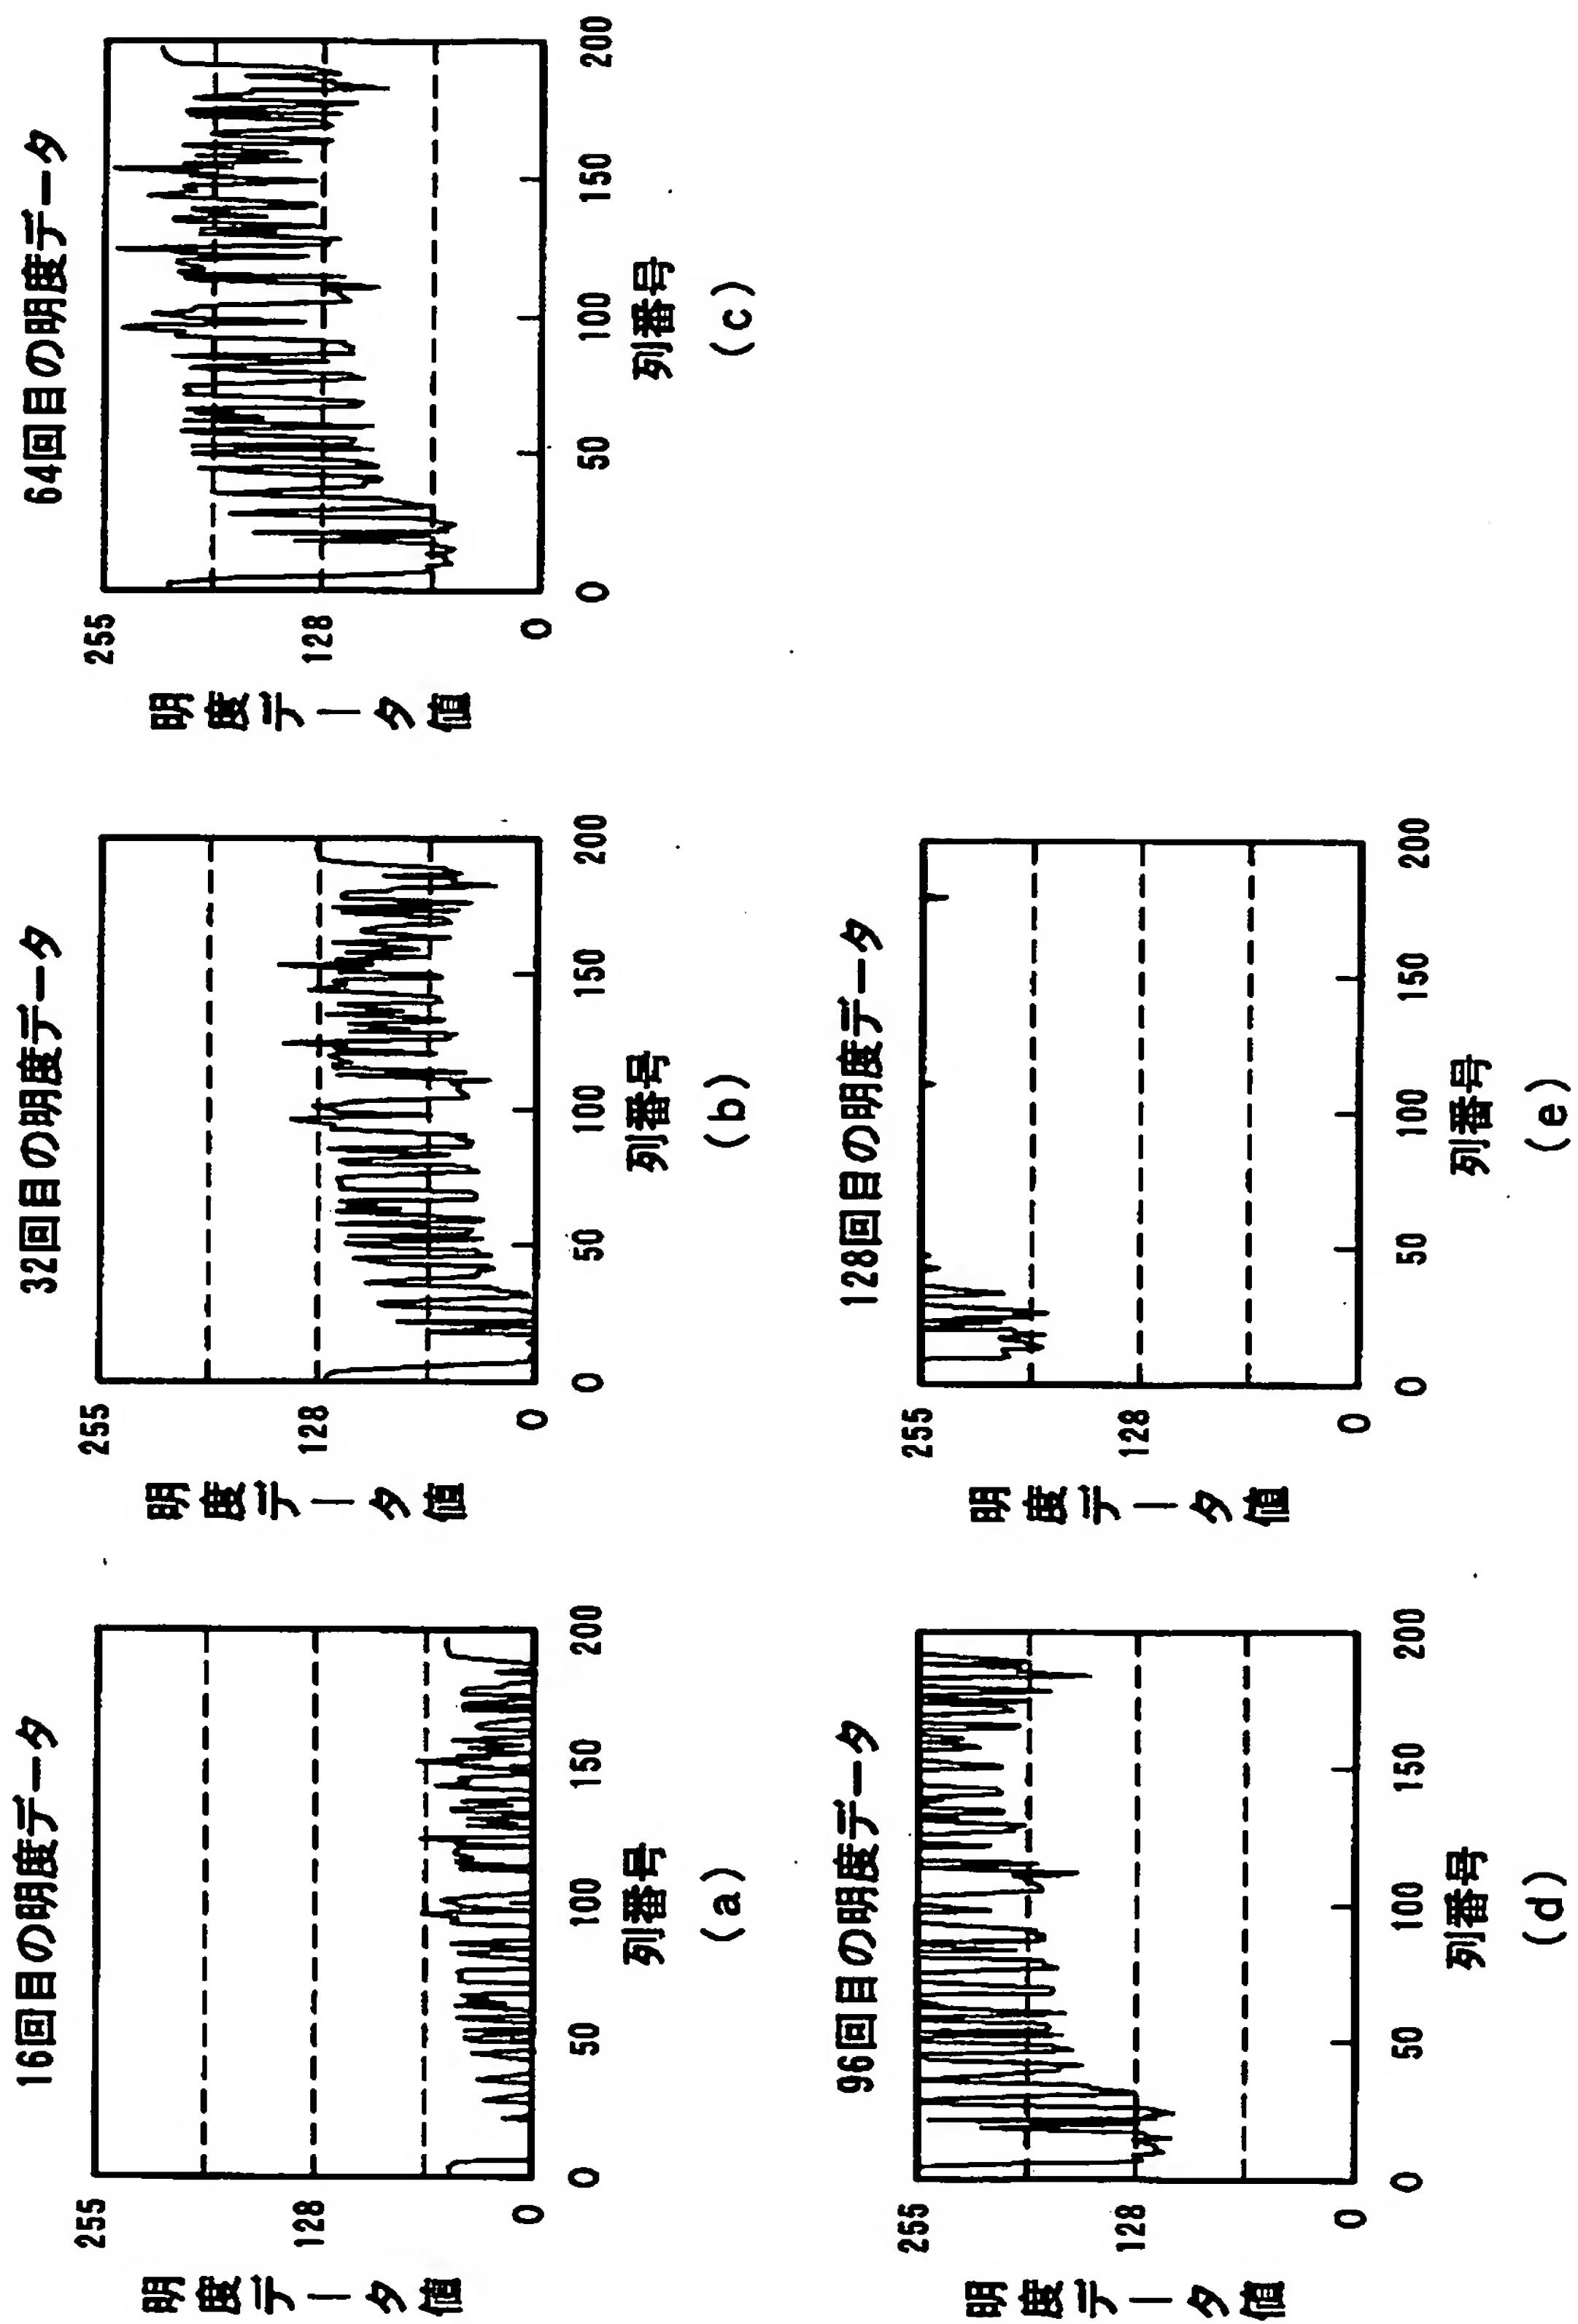 16回目の明度データ
明度データ値
255
128
0
0 50 100 150 200
列番号
(a)
32回目の明度データ
明度データ値
255
128
0
0 50 100 150 200
列番号
(b)
64回目の明度データ
明度データ値
255
128
0
0 50 100 150 200
列番号
(c)
96回目の明度データ
明度データ値
255
128
0
0 50 100 150 200
列番号
(d)
128回目の明度データ
明度データ値
255
128
0
0 50 100 150 200
列番号
(e)